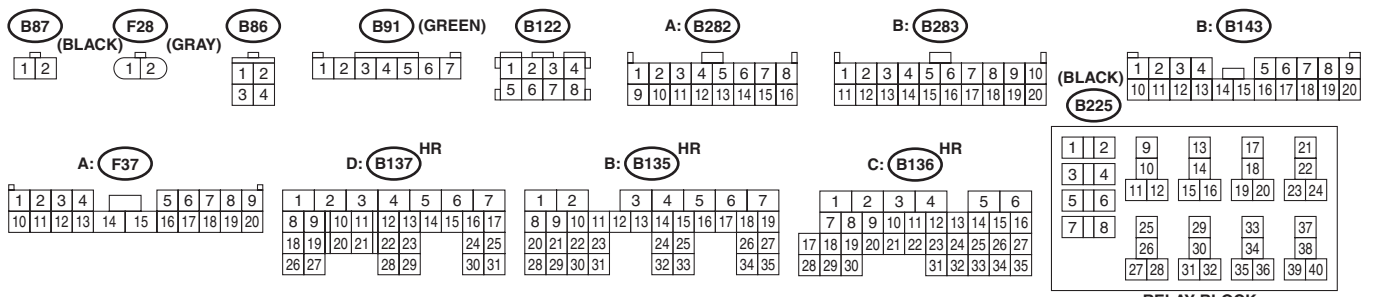 B87 F28 B86 B91 (GREEN) B122 A: B282 B: B283 B: B143
(BLACK) (GRAY)
1 2
1 2
1 2
3 4
1 2 3 4 5 6 7
1 2 3 4
5 6 7 8
1 2 3 4 5 6 7 8
9 10 11 12 13 14 15 16
1 2 3 4 5 6 7 8 9 10
11 12 13 14 15 16 17 18 19 20
1 2 3 4 5 6 7 8 9
10 11 12 13 14 15 16 17 18 19 20
A: F37
1 2 3 4 5 6 7 8 9
10 11 12 13 14 15 16 17 18 19 20
D: B137 HR
1 2 3 4 5 6 7
8 9 10 11 12 13 14 15 16 17
18 19 20 21 22 23 24 25
26 27 28 29 30 31
B: B135 HR
1 2 3 4 5 6 7
8 9 10 11 12 13 14 15 16 17 18 19
20 21 22 23 24 25 26 27
28 29 30 31 32 33 34 35
C: B136 HR
1 2 3 4 5 6
7 8 9 10 11 12 13 14 15 16
17 18 19 20 21 22 23 24 25 26 27
28 29 30 31 32 33 34 35
(BLACK)
B225
1 2 9 13 17 21
3 4 10 14 18 22
11 12 15 16 19 20 23 24
5 6
7 8 25 29 33 37
26 30 34 38
27 28 31 32 35 36 39 40
RELAY BLOCK